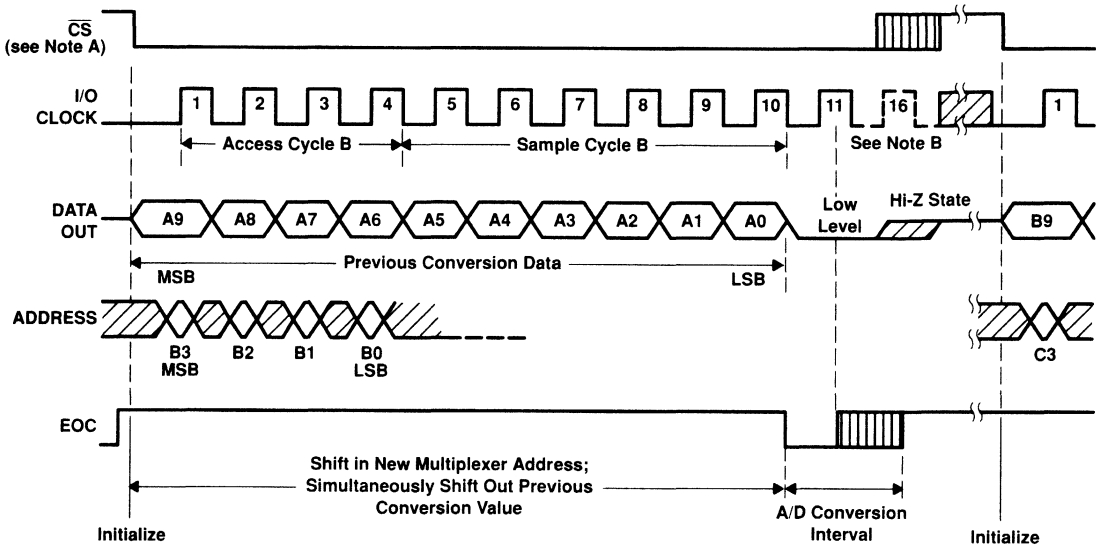 CS
(see Note A)
I/O
CLOCK
1 2 3 4 5 6 7 8 9 10 11 16 1
Access Cycle B
Sample Cycle B
See Note B
DATA
OUT
A9 A8 A7 A6 A5 A4 A3 A2 A1 A0
Low
Level
Hi-Z State
B9
Previous Conversion Data
MSB
LSB
ADDRESS
B3 B2 B1 B0
MSB LSB
C3
EOC
Shift in New Multiplexer Address;
Simultaneously Shift Out Previous
Conversion Value
A/D Conversion
Interval
Initialize
Initialize